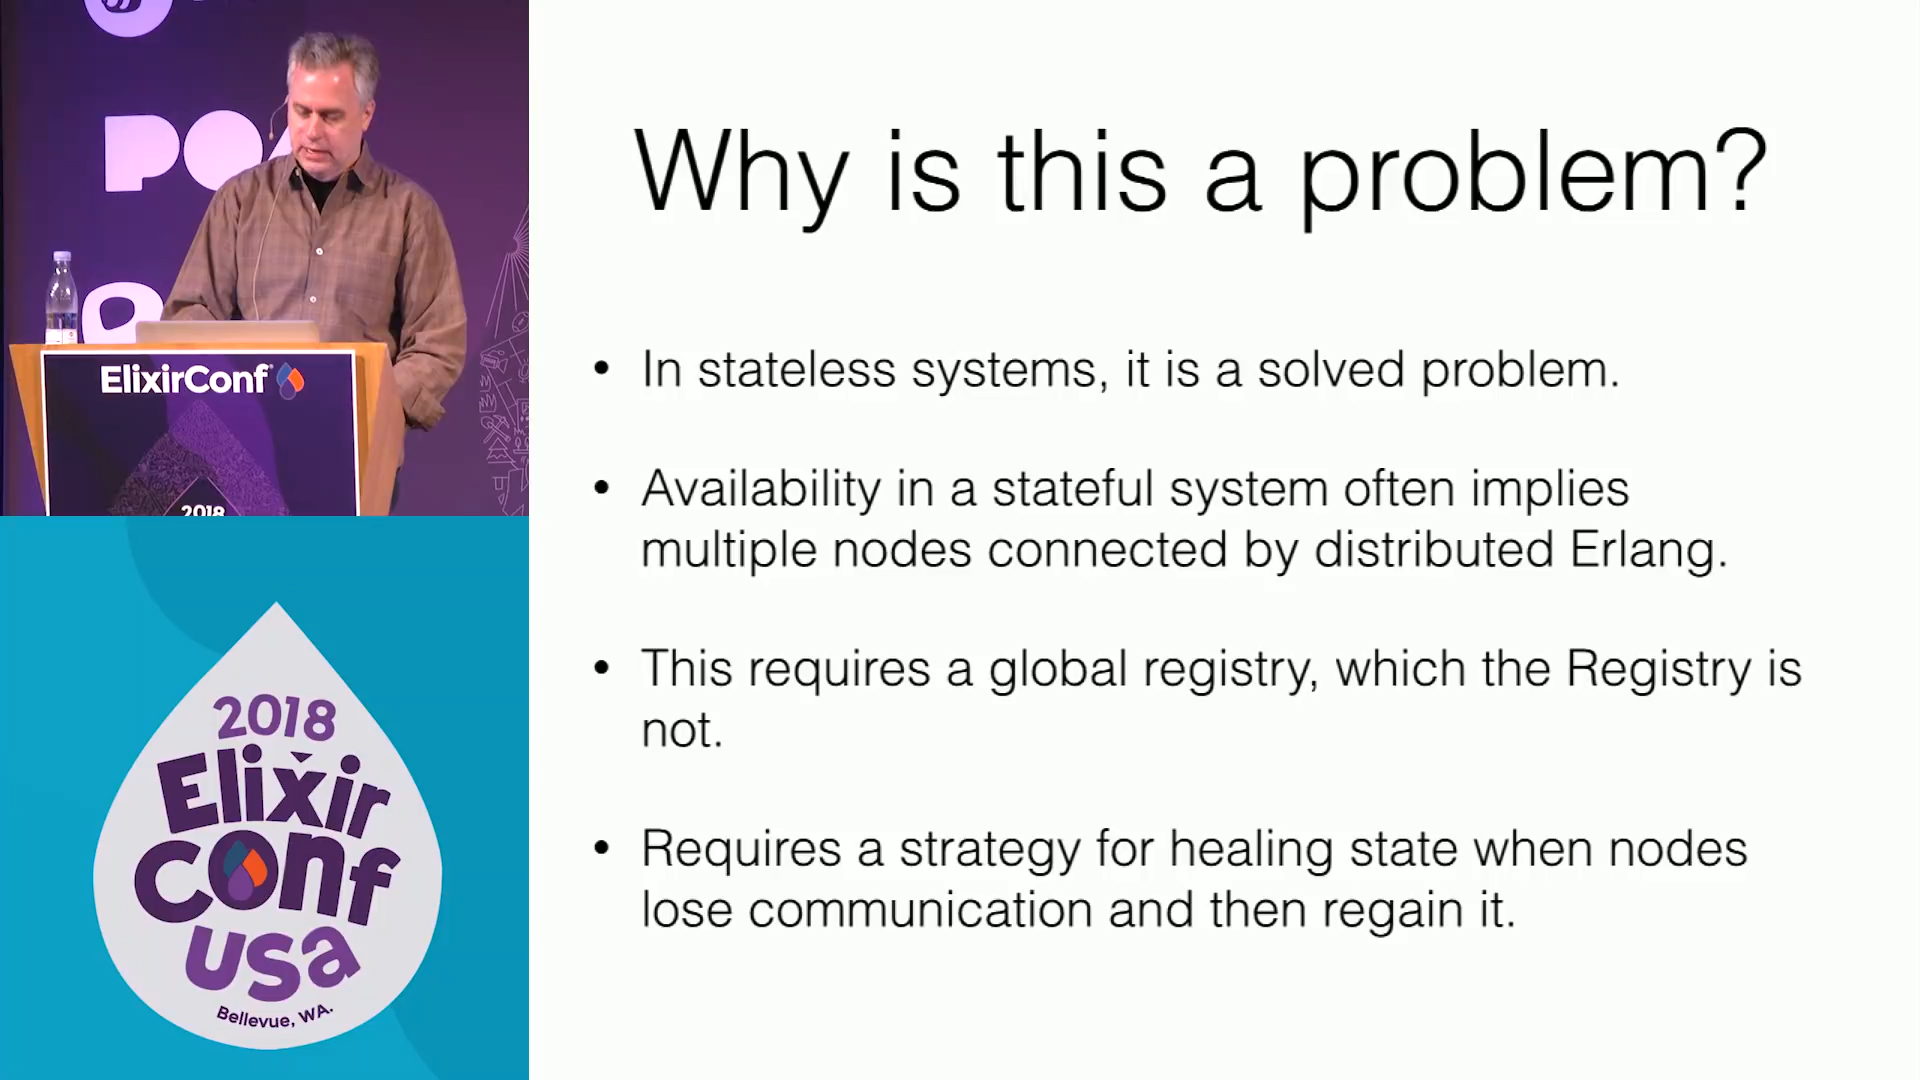 POA
ElixirConf
2018
2018
Elixir
Conf
USA
Bellevue, WA.
Why is this a problem?
• In stateless systems, it is a solved problem.
• Availability in a stateful system often implies
multiple nodes connected by distributed Erlang.
• This requires a global registry, which the Registry is
not.
• Requires a strategy for healing state when nodes
lose communication and then regain it.